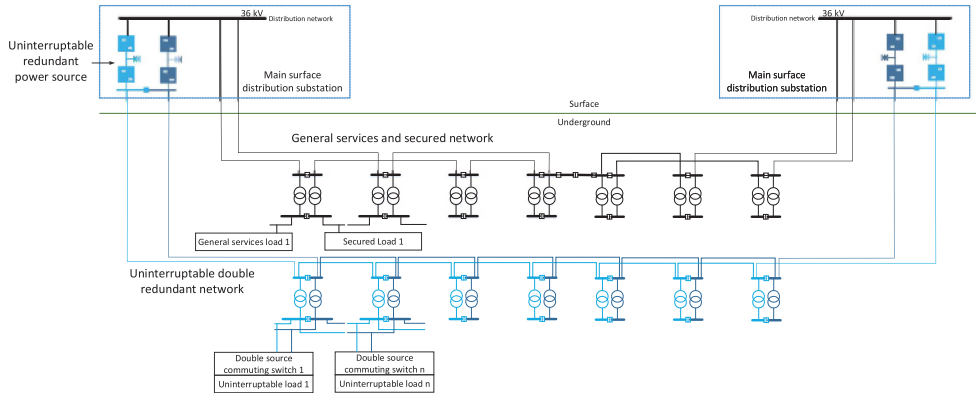 36 kV
Distribution network
Uninterruptable
redundant
power source
Main surface
distribution substation
36 kV
Distribution network
Main surface
distribution substation
Surface
Underground
General services and secured network
General services load 1
Secured Load 1
Uninterruptable double
redundant network
Double source
commuting switch 1
Uninterruptable load 1
Double source
commuting switch n
Uninterruptable load n